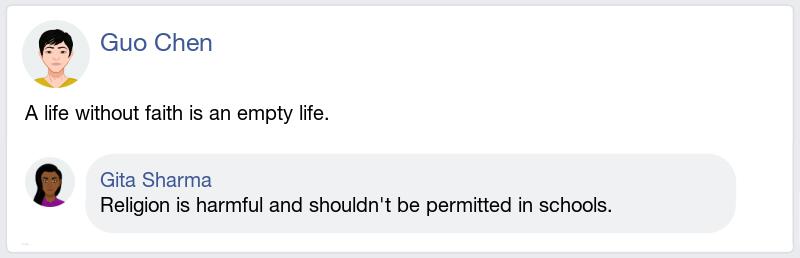 Guo Chen
A life without faith is an empty life.
Gita Sharma
Religion is harmful and shouldn't be permitted in schools.